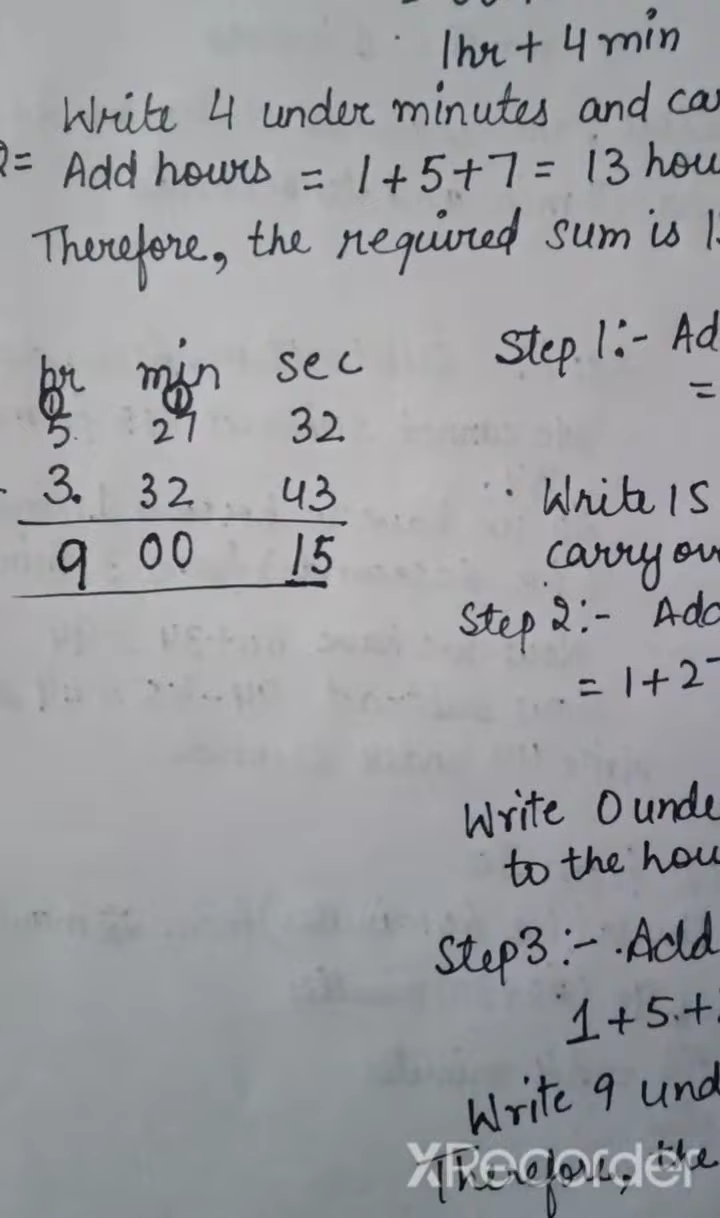 1hr + 4 min
Write 4 under minutes and ca
2= Add hours = 1+5+7= 13 hou
Therefore, the required sum is 1
hr min sec
① ①
5. 27 32
3. 32 43
9 00 15
Step 1:- Ad
=
Write 15
carry ov
Step 2:- Add
= 1+2
Write 0 unde
to the hou
Step 3:- Add
1+5+
Write 9 und
Therefore, the
XRecorder